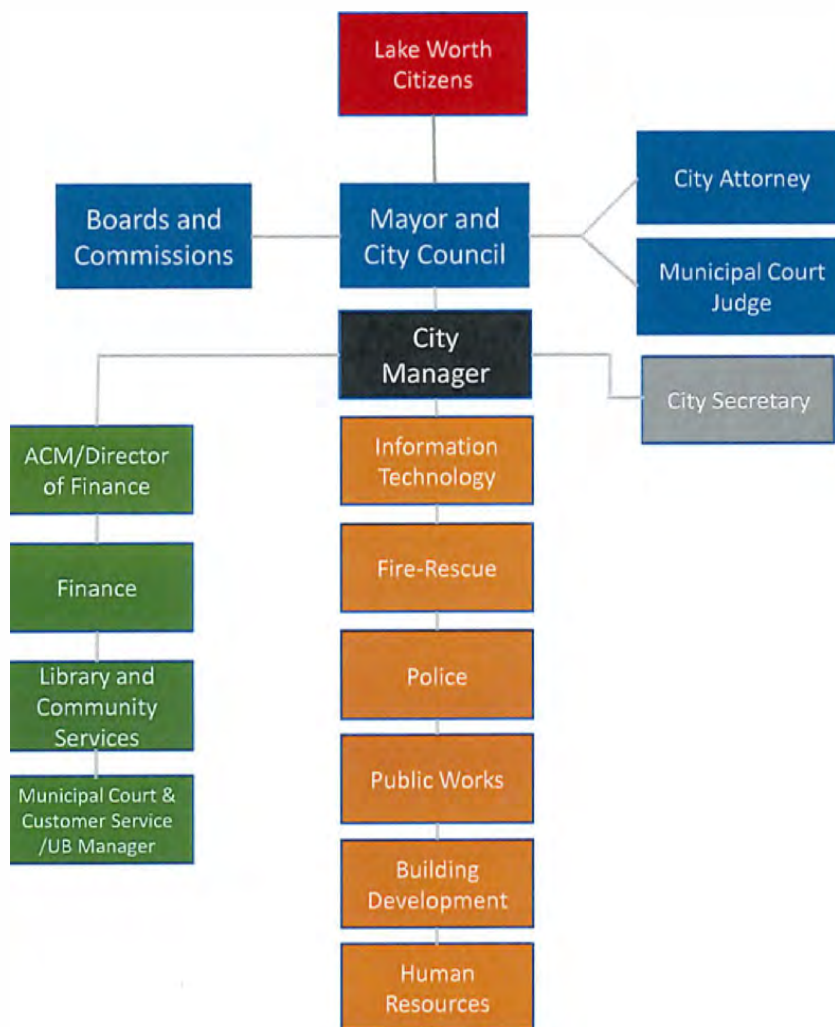 Lake Worth
Citizens
City Attorney
Boards and
Commissions
Mayor and
City Council
Municipal Court
Judge
City
Manager
City Secretary
ACM/Director
of Finance
Finance
Library and
Community
Services
Municipal Court &
Customer Service
/UB Manager
Information
Technology
Fire-Rescue
Police
Public Works
Building
Development
Human
Resources